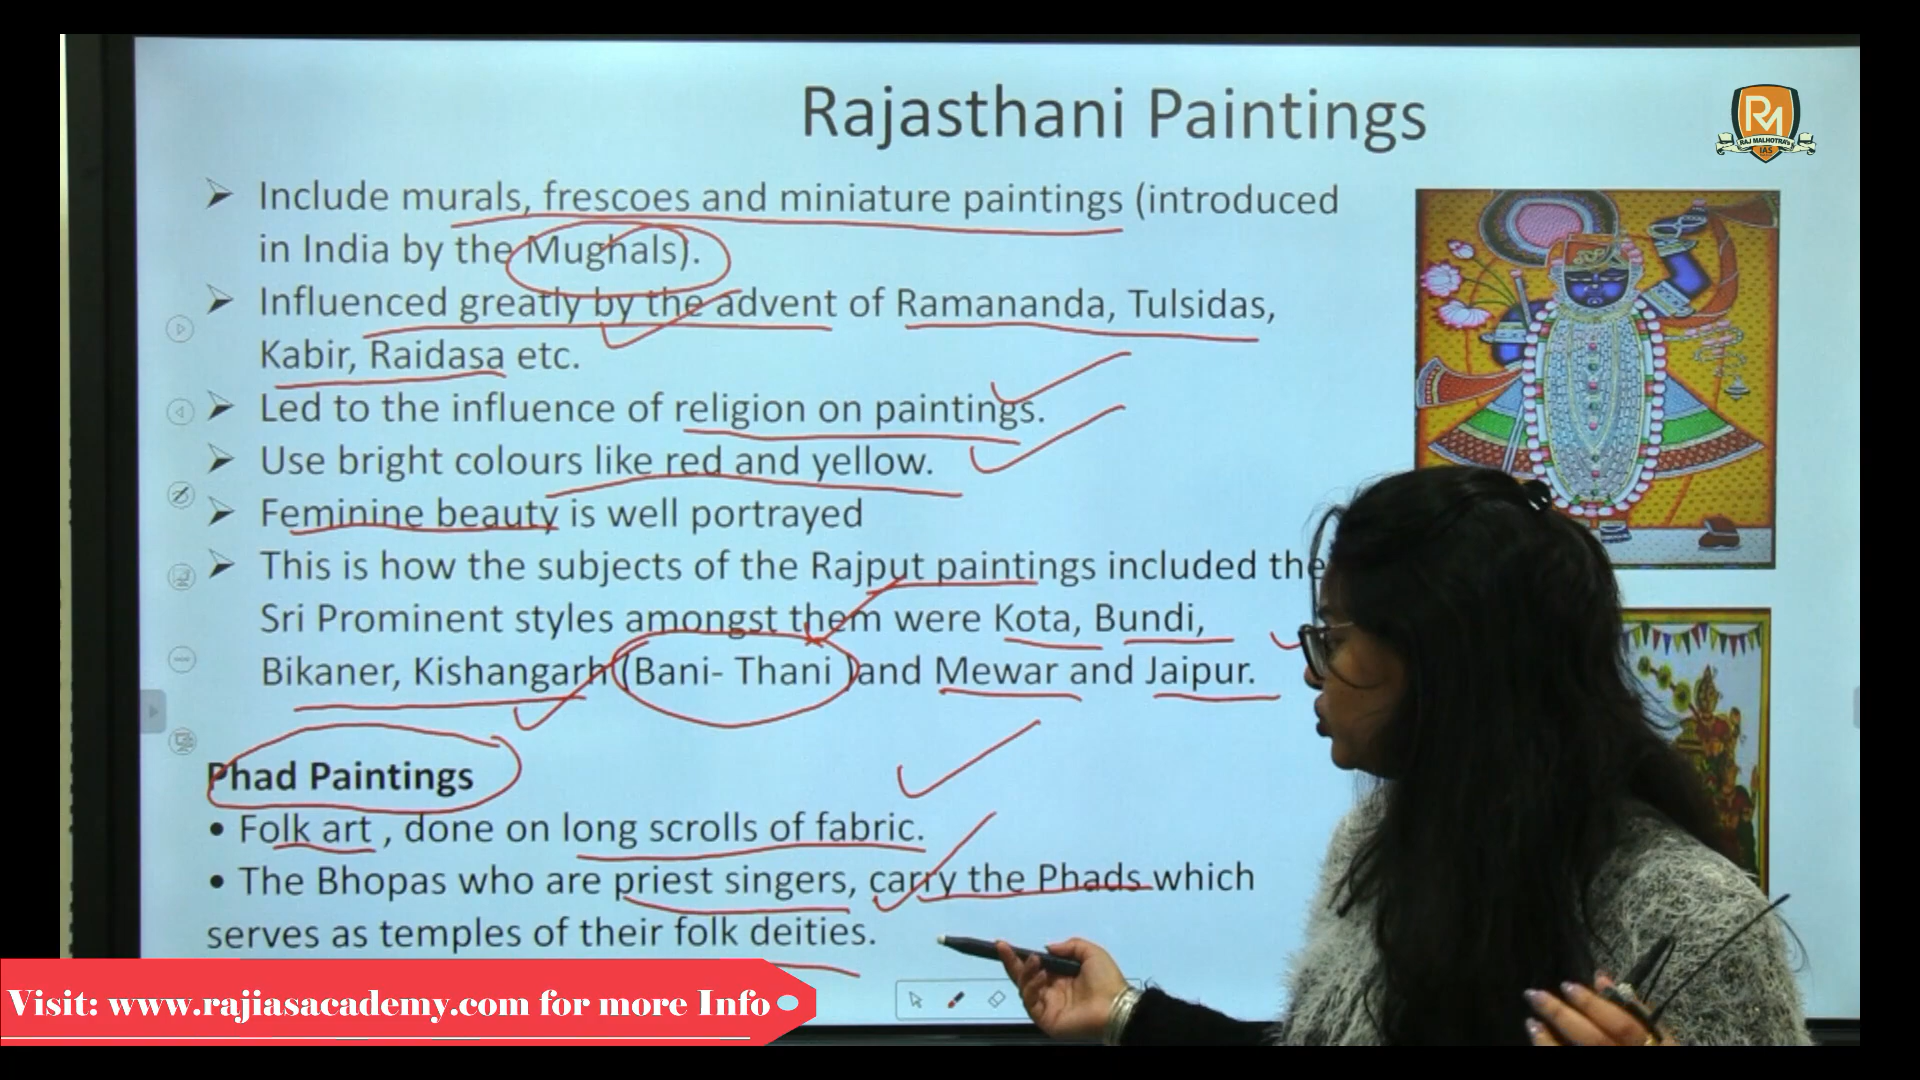 Rajasthani Paintings
RM
RAJ MALHOTRA'S
IAS
➢ Include murals, frescoes and miniature paintings (introduced
in India by the Mughals).
➢ Influenced greatly by the advent of Ramananda, Tulsidas,
Kabir, Raidasa etc.
➢ Led to the influence of religion on paintings.
➢ Use bright colours like red and yellow.
➢ Feminine beauty is well portrayed
➢ This is how the subjects of the Rajput paintings included the
Sri Prominent styles amongst them were Kota, Bundi,
Bikaner, Kishangarh (Bani- Thani )and Mewar and Jaipur.
Phad Paintings
• Folk art , done on long scrolls of fabric.
• The Bhopas who are priest singers, carry the Phads which
serves as temples of their folk deities.
Visit: www.rajiasacademy.com for more Info